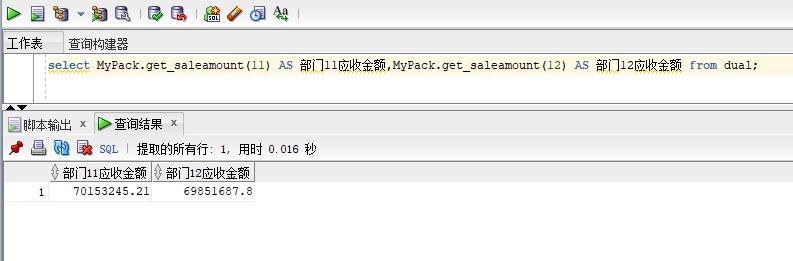 工作表 查询构建器
select MyPack.get_saleamount(11) AS 部门11应收金额,MyPack.get_saleamount(12) AS 部门12应收金额 from dual;
脚本输出 x 查询结果 x
SQL | 提取的所有行: 1, 用时 0.016 秒
部门11应收金额 部门12应收金额
1 70153245.21 69851687.8